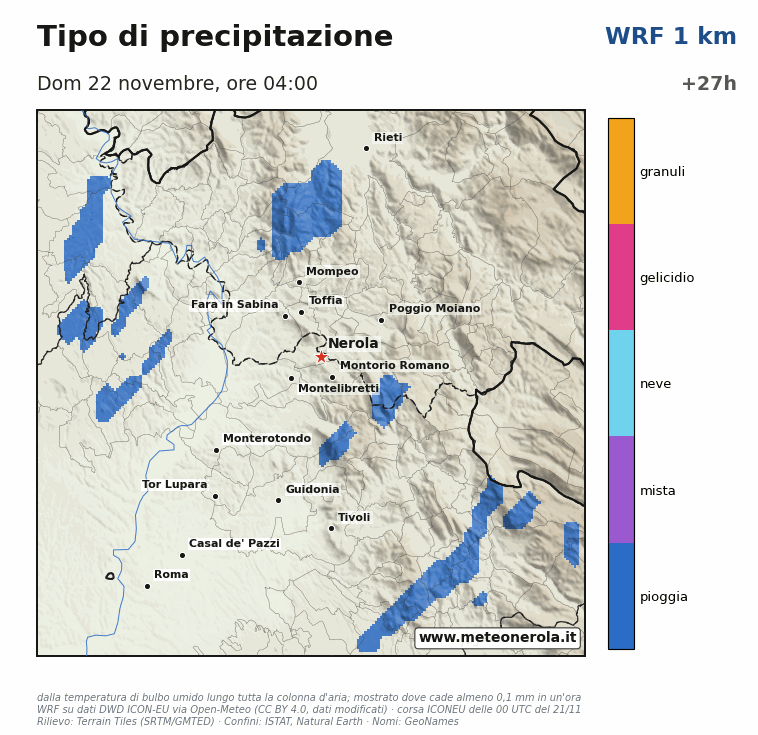 Tipo di precipitazione
WRF 1 km
Dom 22 novembre, ore 04:00
+27h
Rieti
Mompeo
Fara in Sabina
Toffia
Poggio Moiano
Nerola
Montorio Romano
Montelibretti
Monterotondo
Tor Lupara
Guidonia
Tivoli
Casal de' Pazzi
Roma
www.meteonerola.it
granuli
gelicidio
neve
mista
pioggia
dalla temperatura di bulbo umido lungo tutta la colonna d'aria; mostrato dove cade almeno 0,1 mm in un'ora
WRF su dati DWD ICON-EU via Open-Meteo (CC BY 4.0, dati modificati) · corsa ICONEU delle 00 UTC del 21/11
Rilievo: Terrain Tiles (SRTM/GMTED) · Confini: ISTAT, Natural Earth · Nomi: GeoNames